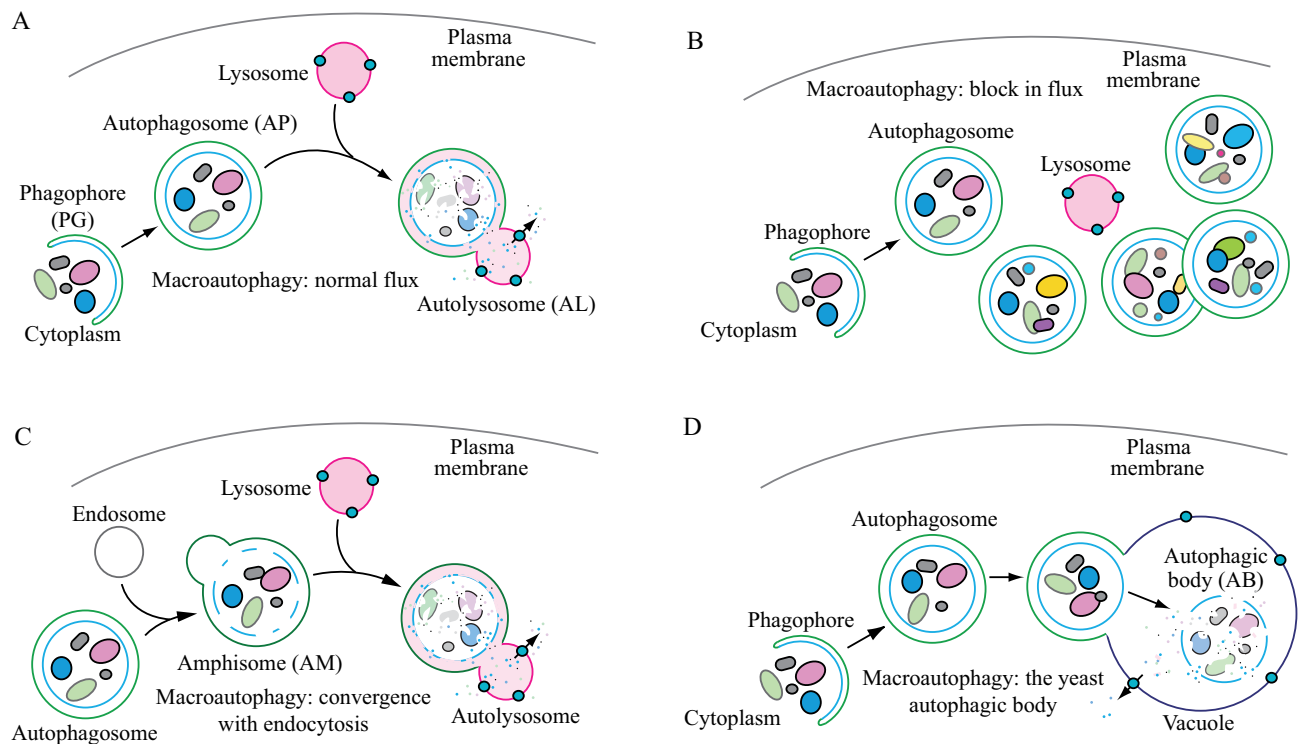 A
Plasma
membrane
Lysosome
Autophagosome (AP)
Phagophore
(PG)
Macroautophagy: normal flux
Autolysosome (AL)
Cytoplasm
B
Plasma
membrane
Macroautophagy: block in flux
Autophagosome
Lysosome
Phagophore
Cytoplasm
C
Plasma
membrane
Lysosome
Endosome
Amphisome (AM)
Macroautophagy: convergence
with endocytosis
Autolysosome
Autophagosome
D
Plasma
membrane
Autophagosome
Autophagic
body (AB)
Phagophore
Macroautophagy: the yeast
autophagic body
Cytoplasm
Vacuole